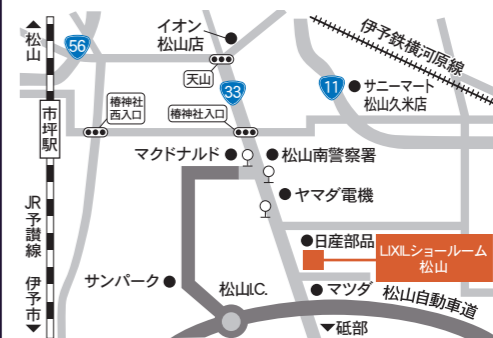 ▲松山
56
イオン
松山店
天山
33
伊予鉄横河原線
11
サニーマート
松山久米店
市坪駅
椿神社
西入口
椿神社入口
マクドナルド
松山南警察署
ヤマダ電機
JR予讃線
日産部品
LIXILショールーム
松山
サンパーク
松山I.C.
マツダ
松山自動車道
伊予市▼
▼砥部